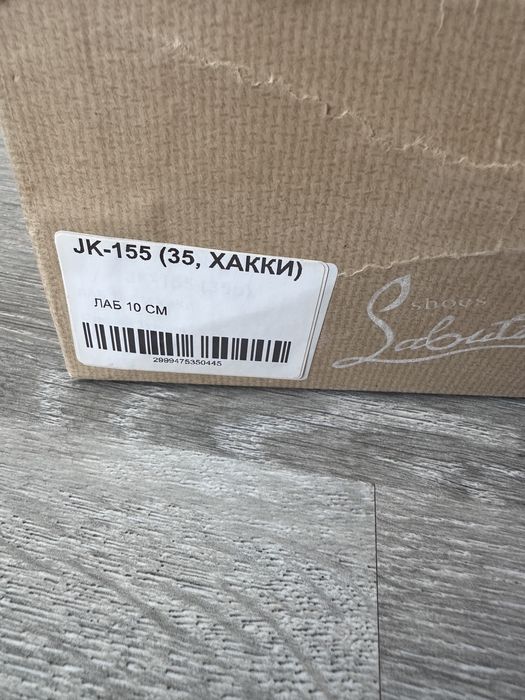 JK-155 (35, ХАККИ)
ЛАБ 10 СМ
2999475350445
shoes